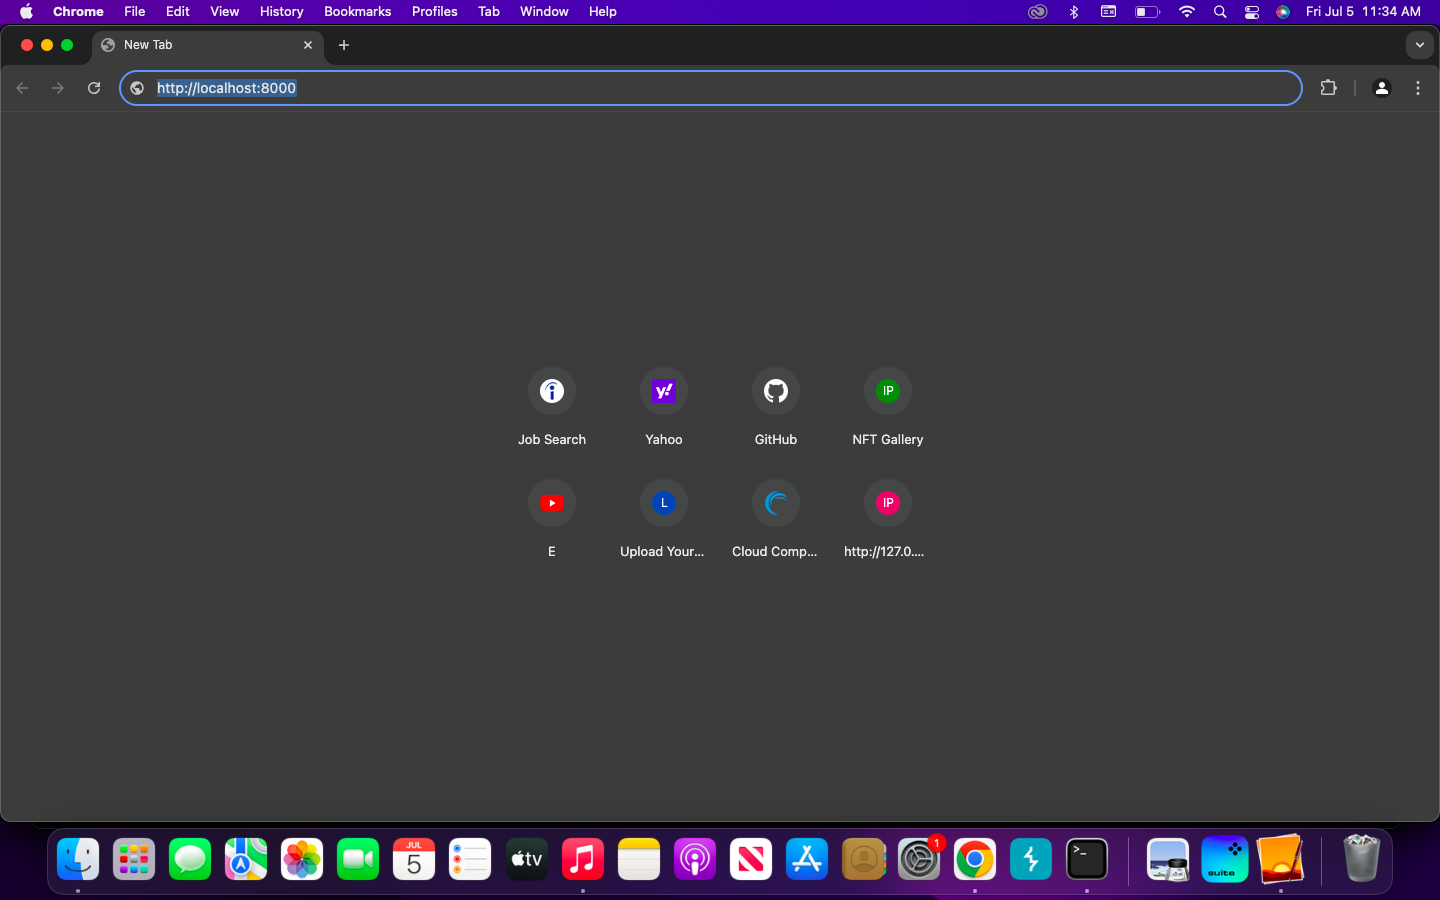 Chrome File Edit View History Bookmarks Profiles Tab Window Help Fri Jul 5 11:34 AM
New Tab
http://localhost:8000
IP
Job Search Yahoo GitHub NFT Gallery
L IP
E Upload Your... Cloud Comp... http://127.0....
JUL
5
tv
1
>_
suite